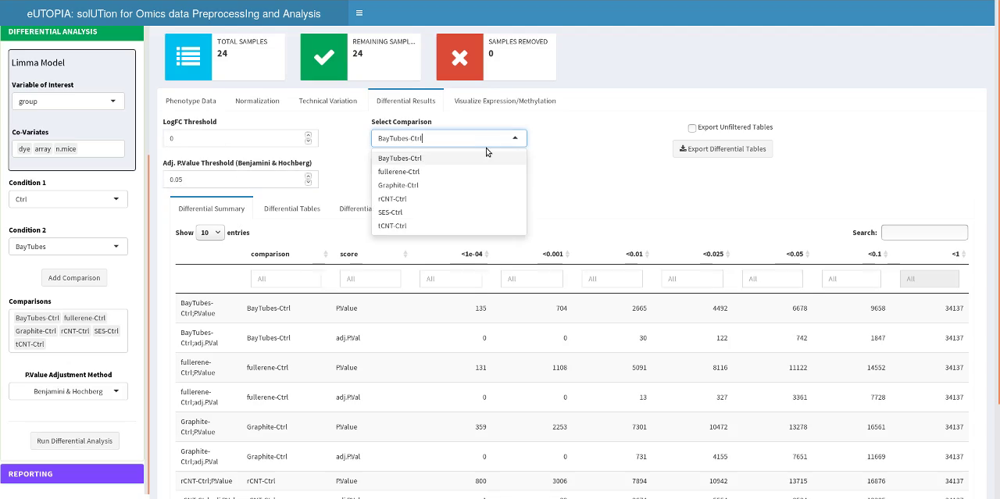 eUTOPIA: solUTion for Omics data PreprocessIng and Analysis
DIFFERENTIAL ANALYSIS
Limma Model
Variable of Interest
group
Co-Variates
dye array n.mice
Condition 1
Ctrl
Condition 2
BayTubes
Add Comparison
Comparisons
BayTubes-Ctrl fullerene-Ctrl
Graphite-Ctrl rCNT-Ctrl SES-Ctrl
tCNT-Ctrl
P.Value Adjustment Method
Benjamini & Hochberg
Run Differential Analysis
REPORTING
TOTAL SAMPLES
24
REMAINING SAMPL...
24
SAMPLES REMOVED
0
Phenotype Data Normalization Technical Variation Differential Results Visualize Expression/Methylation
LogFC Threshold
0
Adj. P.Value Threshold (Benjamini & Hochberg)
0.05
Select Comparison
BayTubes-Ctrl
BayTubes-Ctrl
fullerene-Ctrl
Graphite-Ctrl
rCNT-Ctrl
SES-Ctrl
tCNT-Ctrl
Export Unfiltered Tables
Export Differential Tables
Differential Summary Differential Tables
Show 10 entries
Search:
comparison score <1e-04 <0.001 <0.01 <0.025 <0.05 <0.1 <1
All All All All All All All All All
BayTubes-
Ctrl;P.Value BayTubes-Ctrl P.Value 135 704 2665 4492 6678 9658 34137
BayTubes-
Ctrl;adj.P.Val BayTubes-Ctrl adj.P.Val 0 0 30 122 742 1847 34137
fullerene-
Ctrl;P.Value fullerene-Ctrl P.Value 131 1108 5091 8116 11122 14552 34137
fullerene-
Ctrl;adj.P.Val fullerene-Ctrl adj.P.Val 0 0 13 327 3361 7728 34137
Graphite-
Ctrl;P.Value Graphite-Ctrl P.Value 359 2253 7301 10472 13278 16561 34137
Graphite-
Ctrl;adj.P.Val Graphite-Ctrl adj.P.Val 0 0 731 4155 7651 11669 34137
rCNT-Ctrl;P.Value rCNT-Ctrl P.Value 800 3006 7894 10942 13715 16876 34137